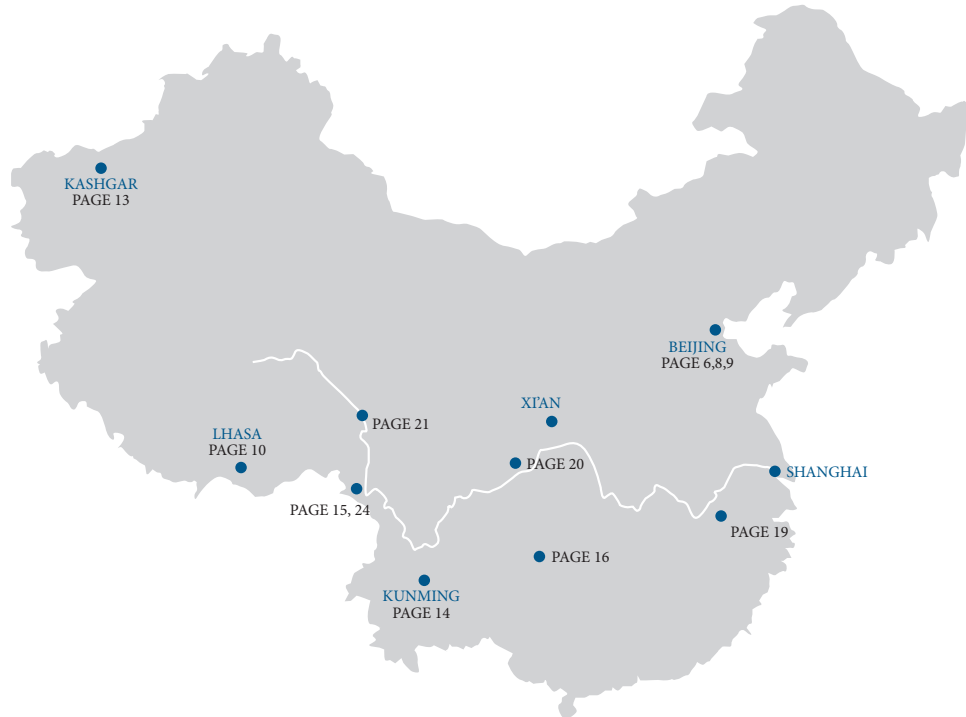 KASHGAR
PAGE 13
BEIJING
PAGE 6,8,9
XI'AN
PAGE 21
LHASA
PAGE 10
PAGE 20
SHANGHAI
PAGE 15, 24
PAGE 19
PAGE 16
KUNMING
PAGE 14